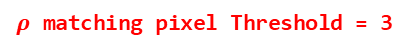 ρ matching pixel Threshold = 3